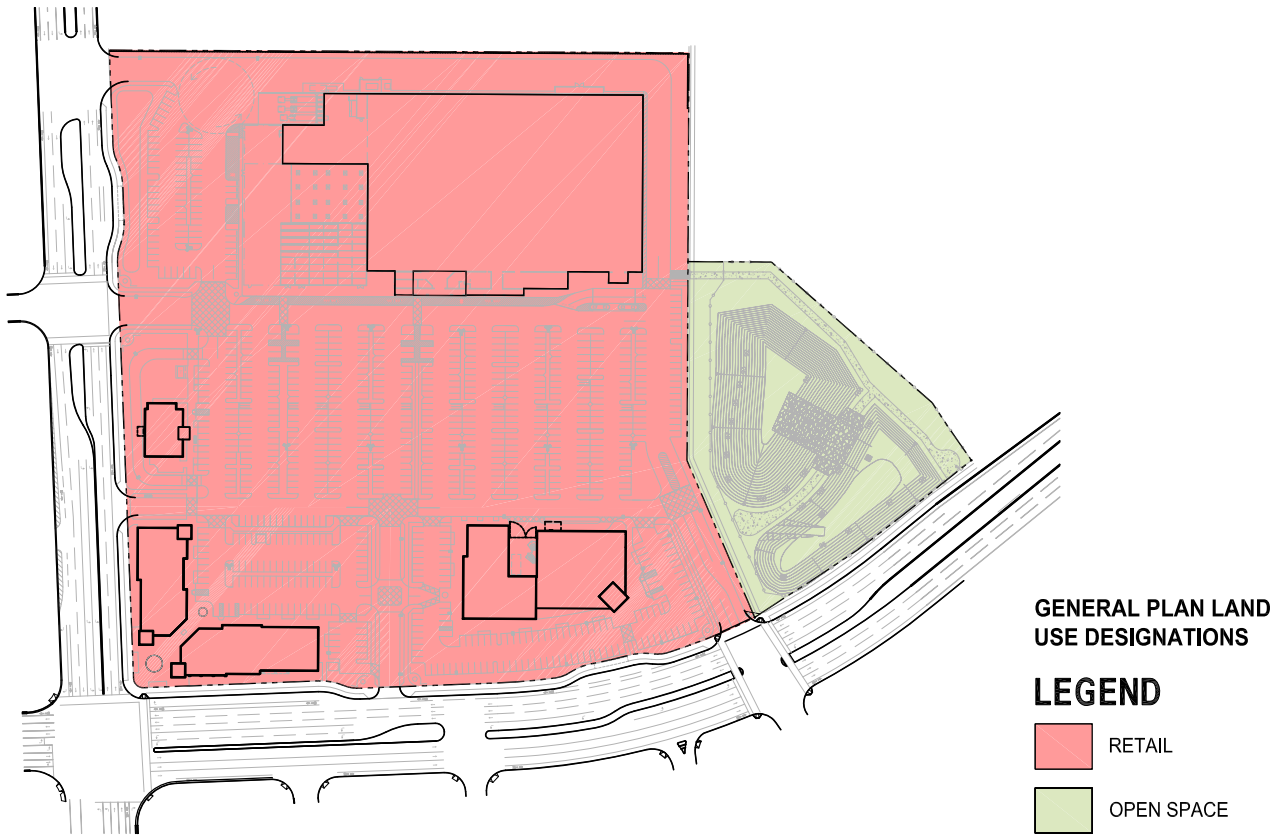 GENERAL PLAN LAND
USE DESIGNATIONS
LEGEND
RETAIL
OPEN SPACE